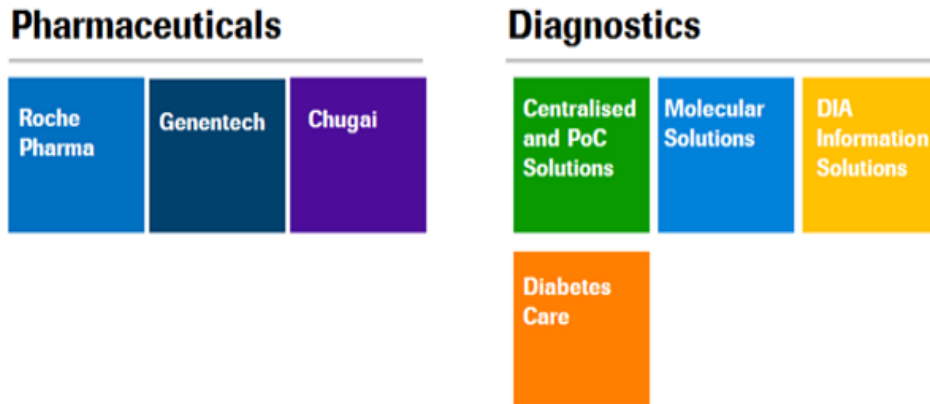 Pharmaceuticals
Roche
Pharma
Genentech
Chugai
Diagnostics
Centralised
and PoC
Solutions
Molecular
Solutions
DIA
Information
Solutions
Diabetes
Care